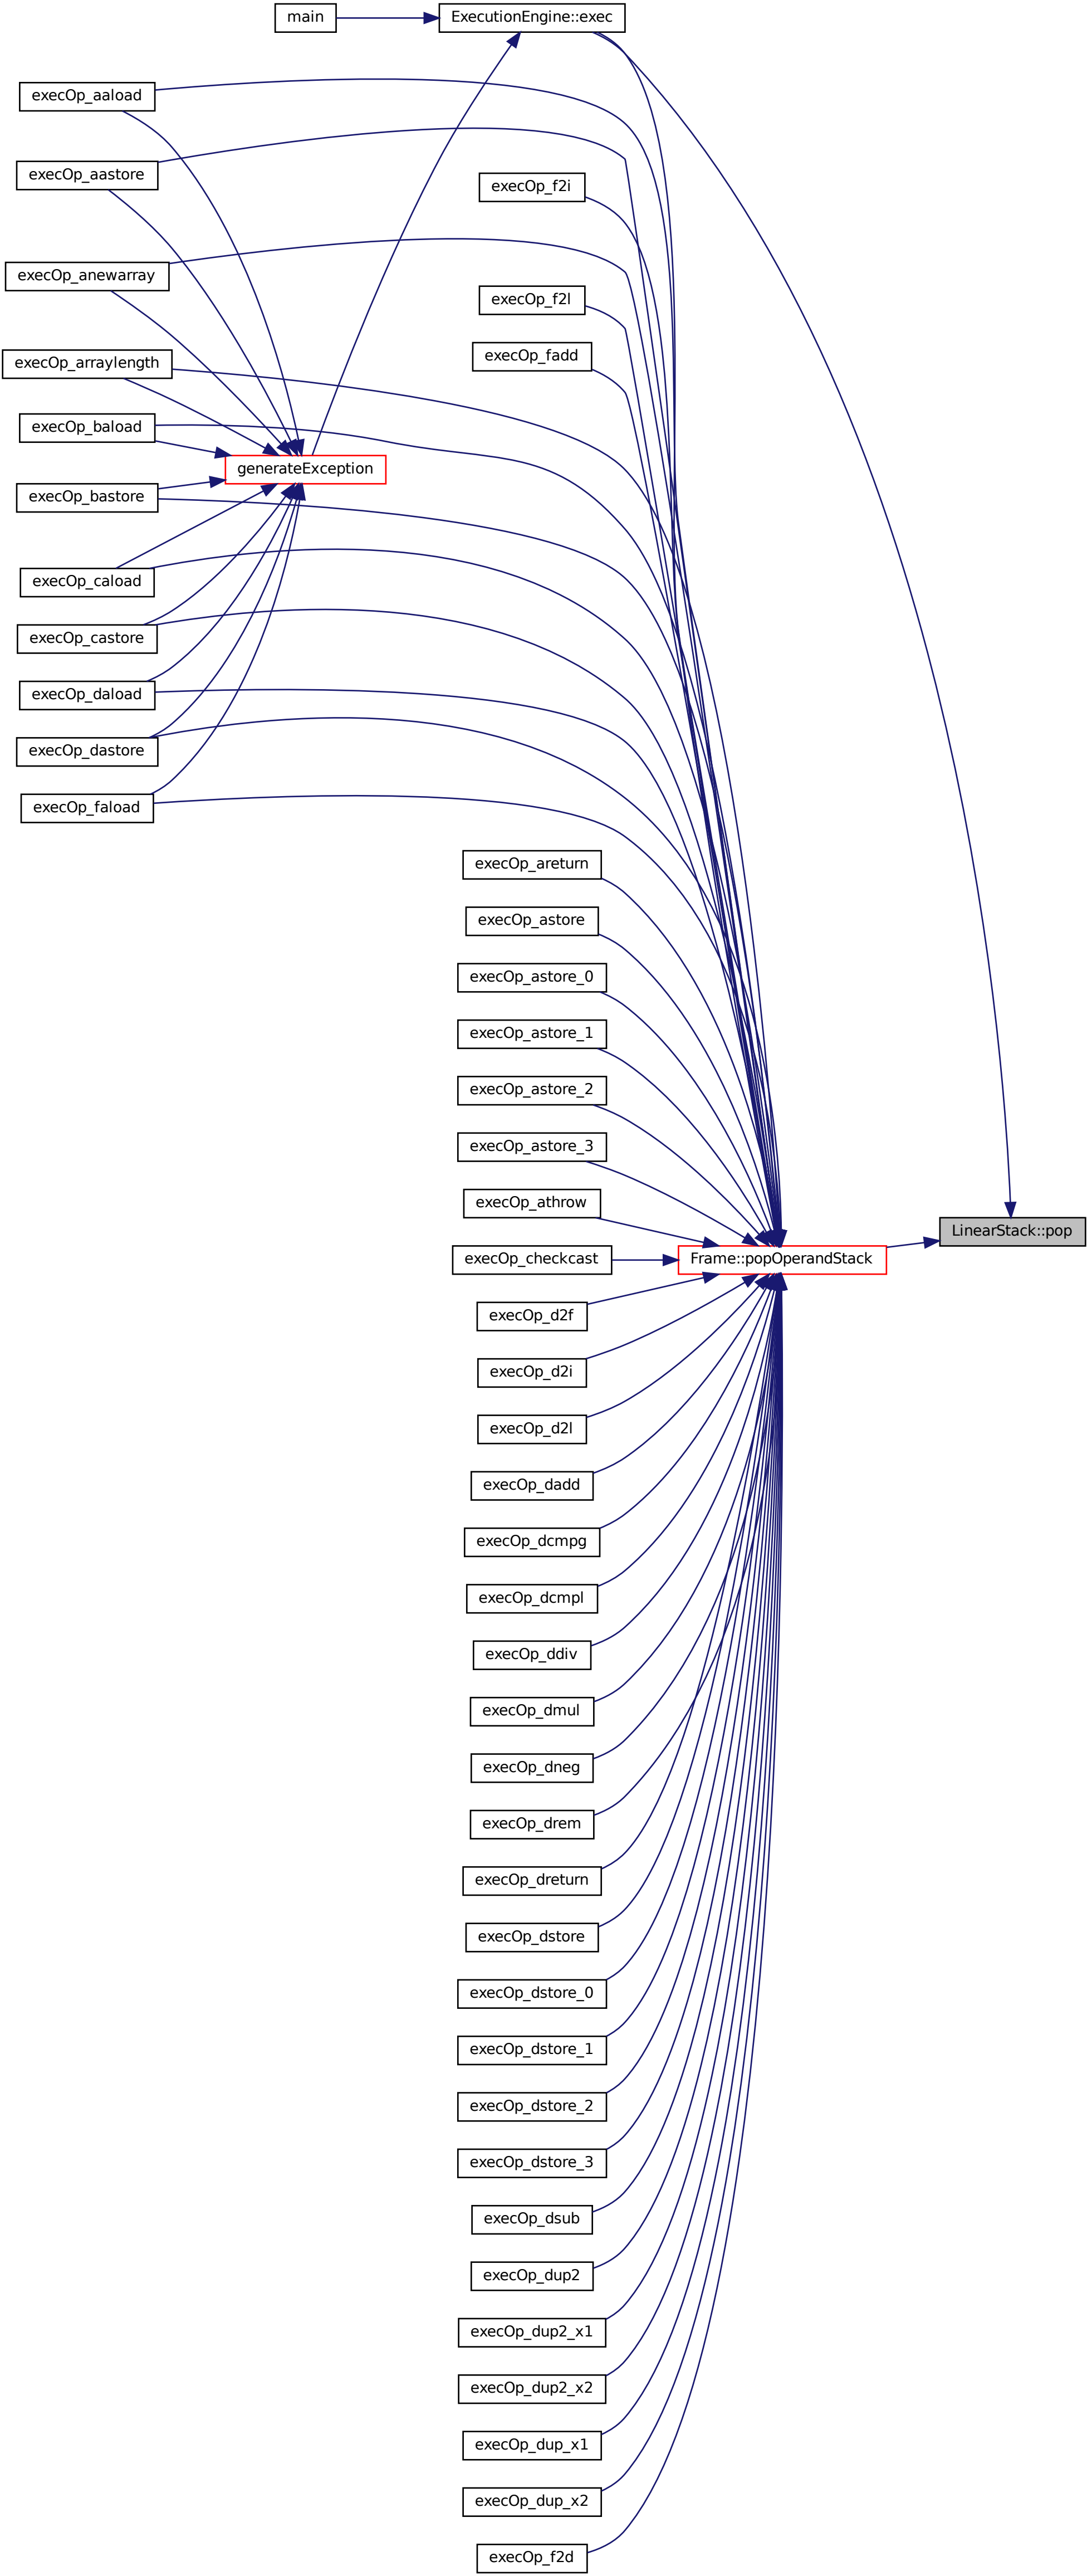 main
ExecutionEngine::exec
execOp_aaload
execOp_aastore
execOp_f2i
execOp_anewarray
execOp_f2l
execOp_fadd
execOp_arraylength
execOp_baload
generateException
execOp_bastore
execOp_caload
execOp_castore
execOp_daload
execOp_dastore
execOp_faload
execOp_areturn
execOp_astore
execOp_astore_0
execOp_astore_1
execOp_astore_2
execOp_astore_3
execOp_athrow
LinearStack::pop
execOp_checkcast
Frame::popOperandStack
execOp_d2f
execOp_d2i
execOp_d2l
execOp_dadd
execOp_dcmpg
execOp_dcmpl
execOp_ddiv
execOp_dmul
execOp_dneg
execOp_drem
execOp_dreturn
execOp_dstore
execOp_dstore_0
execOp_dstore_1
execOp_dstore_2
execOp_dstore_3
execOp_dsub
execOp_dup2
execOp_dup2_x1
execOp_dup2_x2
execOp_dup_x1
execOp_dup_x2
execOp_f2d